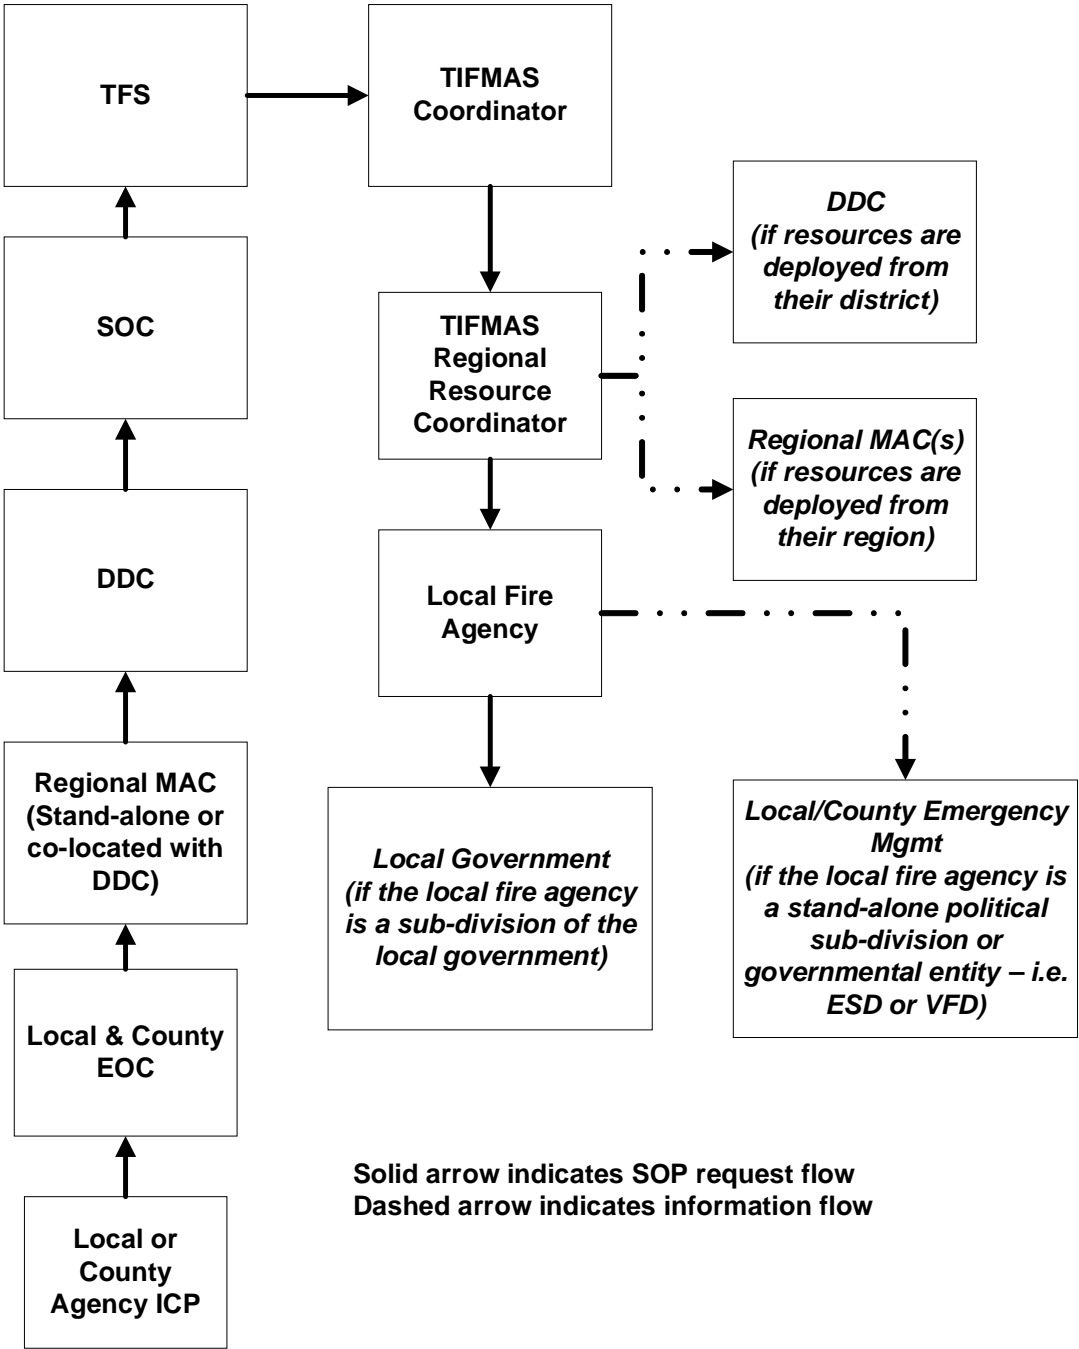 TFS
TIFMAS
Coordinator
DDC
(if resources are
deployed from
their district)
SOC
TIFMAS
Regional
Resource
Coordinator
Regional MAC(s)
(if resources are
deployed from
their region)
DDC
Local Fire
Agency
Regional MAC
(Stand-alone or
co-located with
DDC)
Local Government
(if the local fire agency
is a sub-division of the
local government)
Local/County Emergency
Mgmt
(if the local fire agency is
a stand-alone political
sub-division or
governmental entity – i.e.
ESD or VFD)
Local & County
EOC
Solid arrow indicates SOP request flow
Dashed arrow indicates information flow
Local or
County
Agency ICP